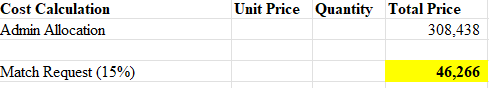 Cost Calculation Unit Price Quantity Total Price
Admin Allocation 308,438
Match Request (15%) 46,266